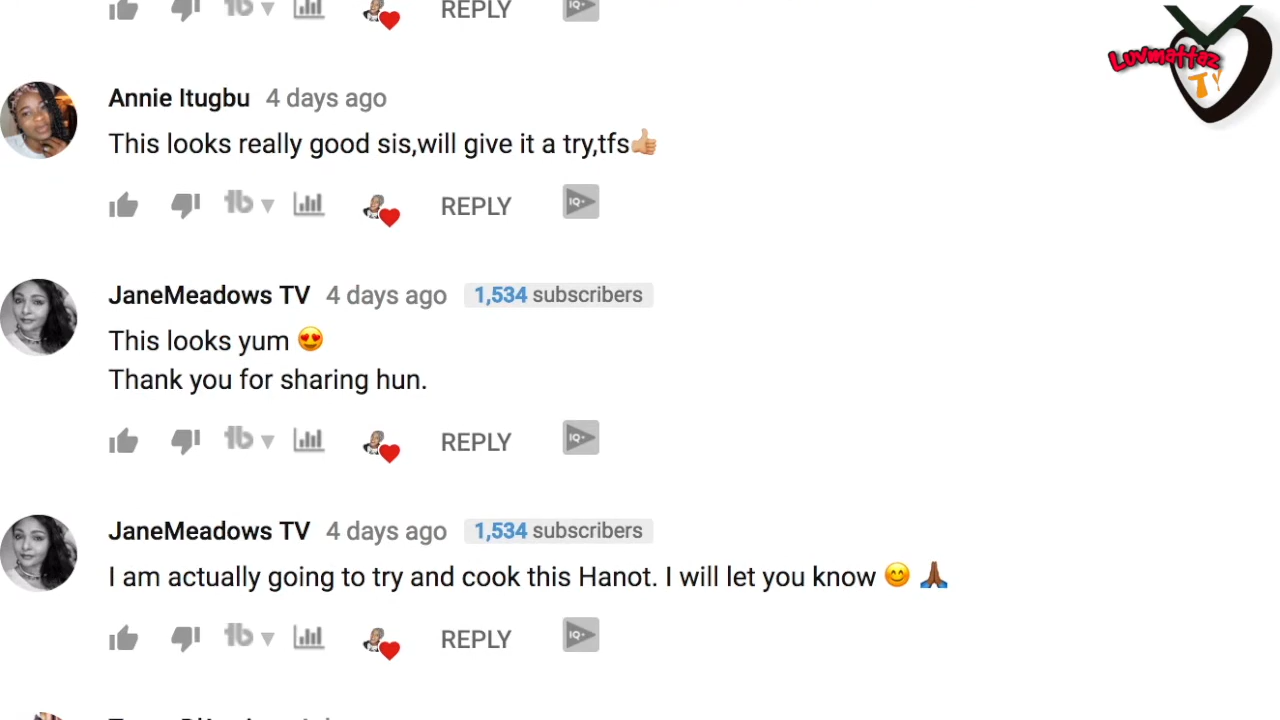 REPLY
Luvmattaz
TV
Annie Itugbu 4 days ago
This looks really good sis,will give it a try,tfs👍🏼
REPLY
JaneMeadows TV 4 days ago 1,534 subscribers
This looks yum 😍
Thank you for sharing hun.
REPLY
JaneMeadows TV 4 days ago 1,534 subscribers
I am actually going to try and cook this Hanot. I will let you know 😊 🙏🏾
REPLY